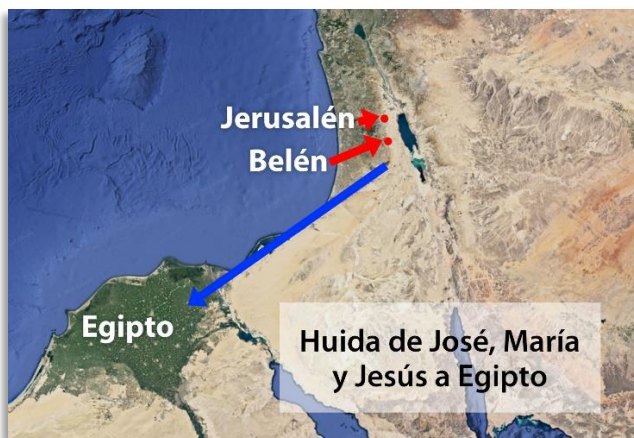 Jerusalén
Belén
Egipto
Huida de José, María
y Jesús a Egipto